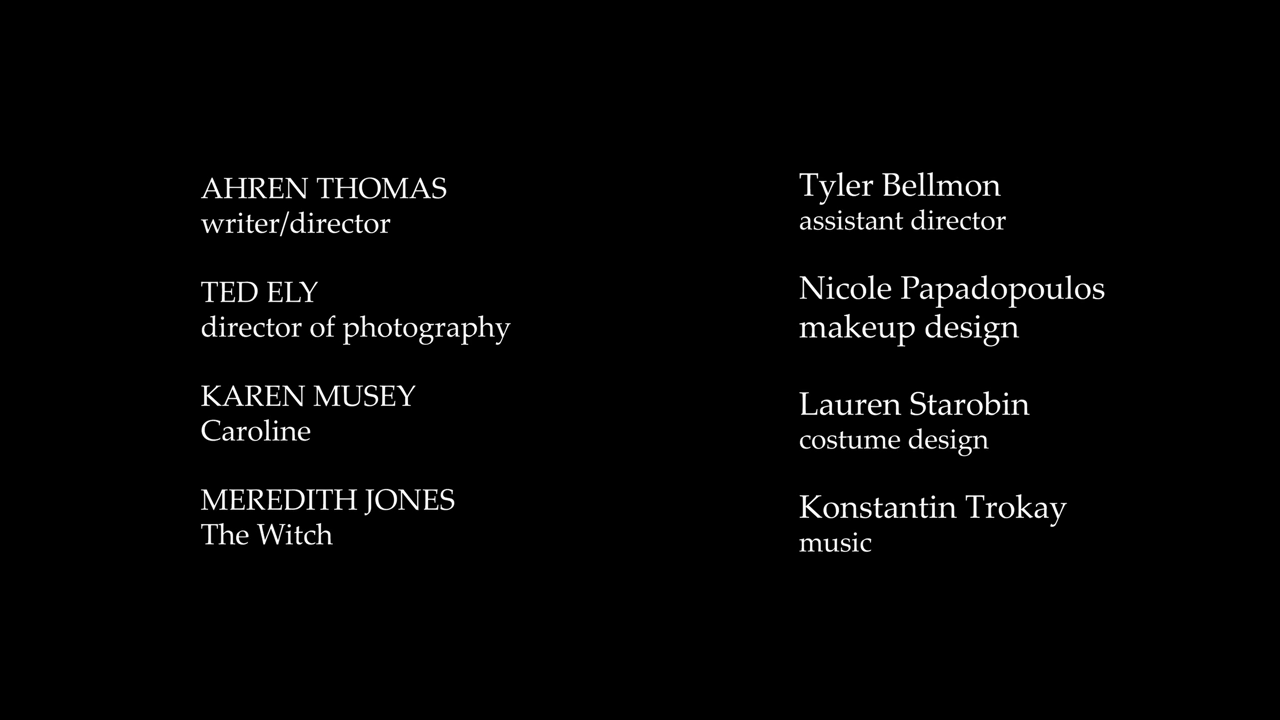 AHREN THOMAS
writer/director
TED ELY
director of photography
KAREN MUSEY
Caroline
MEREDITH JONES
The Witch
Tyler Bellmon
assistant director
Nicole Papadopoulos
makeup design
Lauren Starobin
costume design
Konstantin Trokay
music